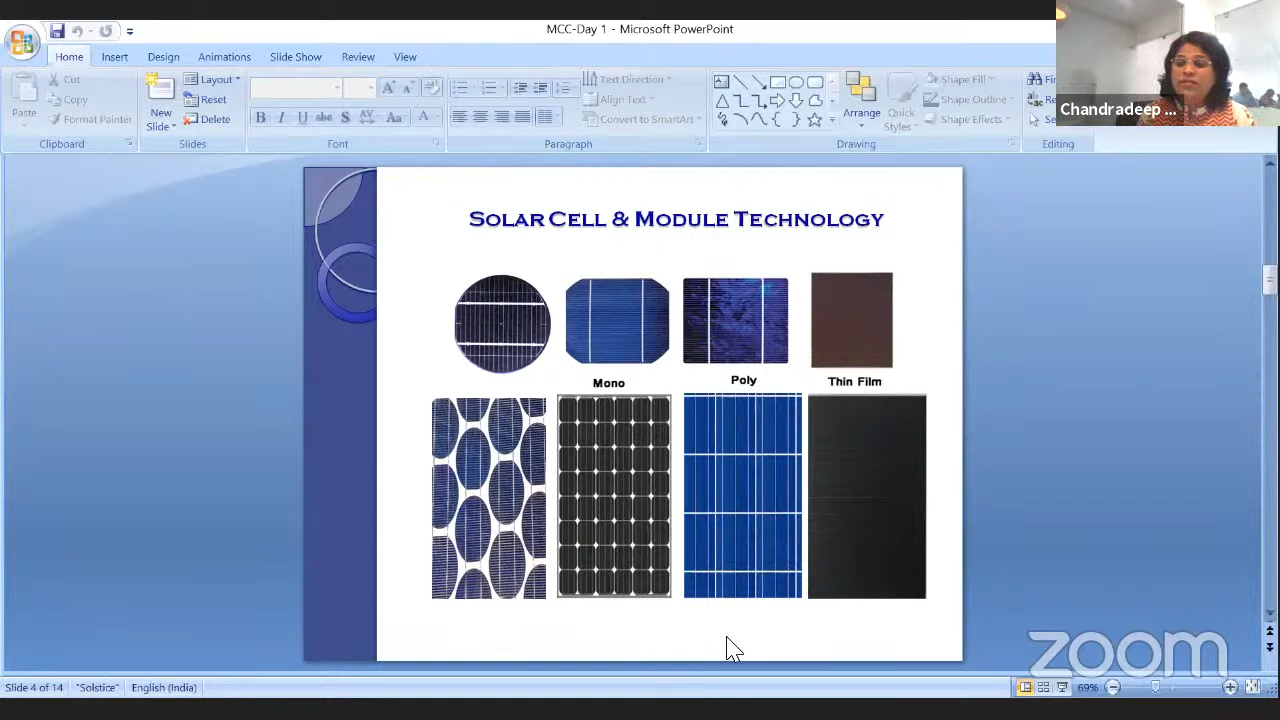 MCC-Day 1 - Microsoft PowerPoint
Home Insert Design Animations Slide Show Review View
Paste
Cut
Copy
Format Painter
Clipboard
New Slide
Layout
Reset
Delete
Slides
B I U abc S AV Aa A
Font
Text Direction
Align Text
Convert to SmartArt
Paragraph
Arrange
Quick Styles
Shape Fill
Shape Outline
Shape Effects
Drawing
Editing
Chandradeep ...
SOLAR CELL & MODULE TECHNOLOGY
Mono Poly Thin Film
zoom
Slide 4 of 14 "Solstice" English (India) 69%